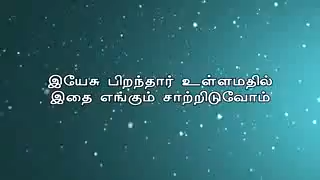 இயேசு பிறந்தார் உள்ளமதில்
இதை எங்கும் சாற்றிடுவோம்